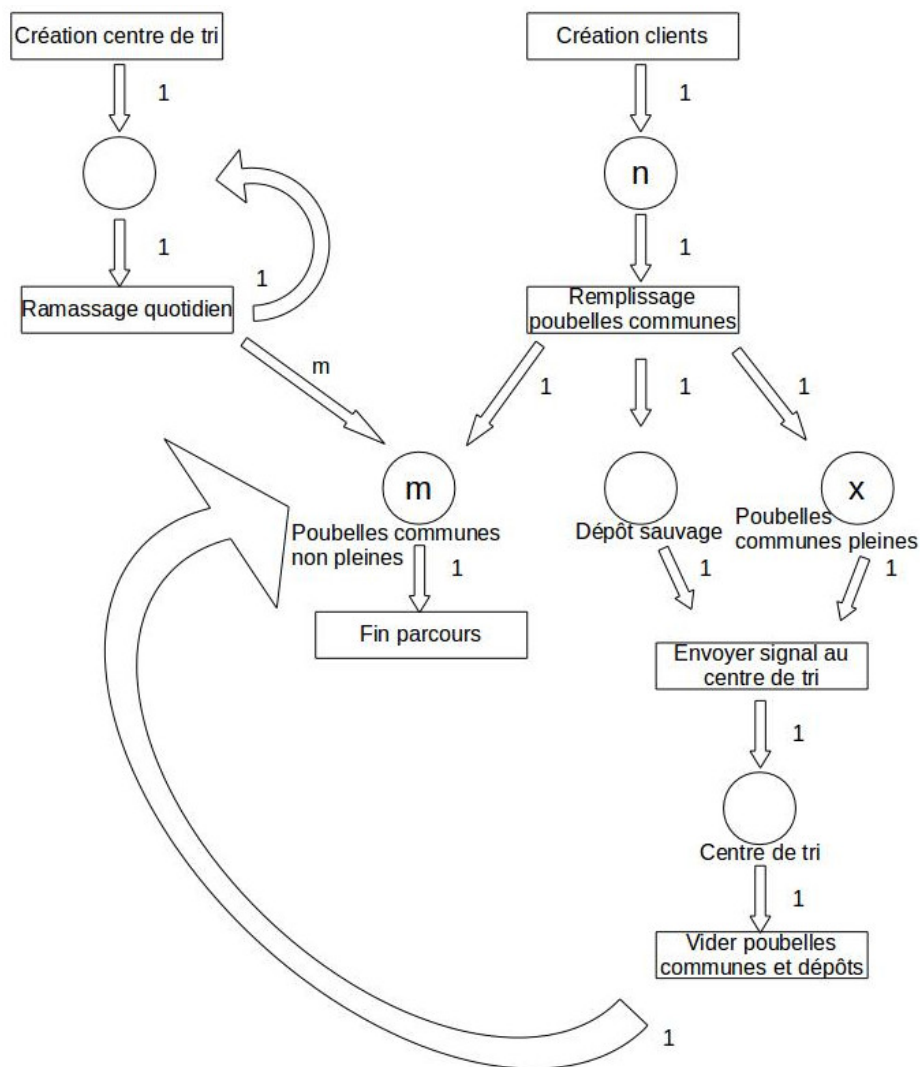 Création centre de tri
Création clients
1
1
n
1
1
1
Ramassage quotidien
Remplissage
poubelles communes
m
1
1
1
m
x
Poubelles communes
non pleines
Dépôt sauvage
Poubelles
communes pleines
1
1
1
Fin parcours
Envoyer signal au
centre de tri
1
Centre de tri
1
Vider poubelles
communes et dépôts
1